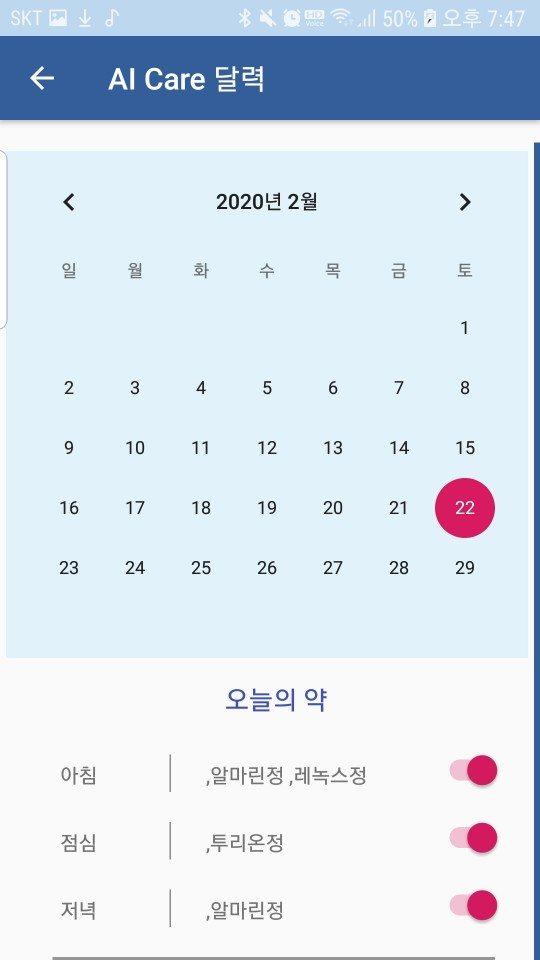 SKT 50% 오후 7:47
AI Care 달력
2020년 2월
일 월 화 수 목 금 토
1
2 3 4 5 6 7 8
9 10 11 12 13 14 15
16 17 18 19 20 21 22
23 24 25 26 27 28 29
오늘의 약
아침 ,알마린정 ,레녹스정
점심 ,투리온정
저녁 ,알마린정